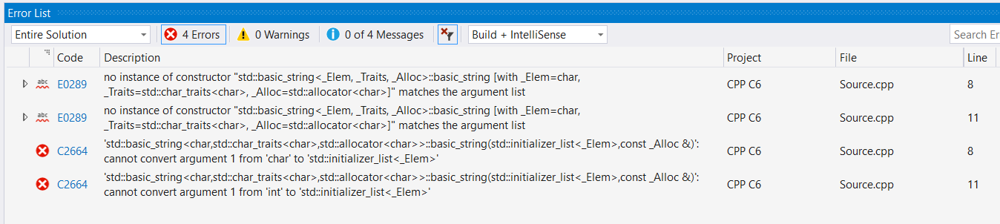 Error List
Entire Solution 4 Errors 0 Warnings 0 of 4 Messages Build + IntelliSense Search Er
Code Description Project File Line
abc E0289 no instance of constructor "std::basic_string<_Elem, _Traits, _Alloc>::basic_string [with _Elem=char, CPP C6 Source.cpp 8
_Traits=std::char_traits<char>, _Alloc=std::allocator<char>]" matches the argument list
abc E0289 no instance of constructor "std::basic_string<_Elem, _Traits, _Alloc>::basic_string [with _Elem=char, CPP C6 Source.cpp 11
_Traits=std::char_traits<char>, _Alloc=std::allocator<char>]" matches the argument list
C2664 'std::basic_string<char,std::char_traits<char>,std::allocator<char>>::basic_string(std::initializer_list<_Elem>,const _Alloc &)': CPP C6 Source.cpp 8
cannot convert argument 1 from 'char' to 'std::initializer_list<_Elem>'
C2664 'std::basic_string<char,std::char_traits<char>,std::allocator<char>>::basic_string(std::initializer_list<_Elem>,const _Alloc &)': CPP C6 Source.cpp 11
cannot convert argument 1 from 'int' to 'std::initializer_list<_Elem>'